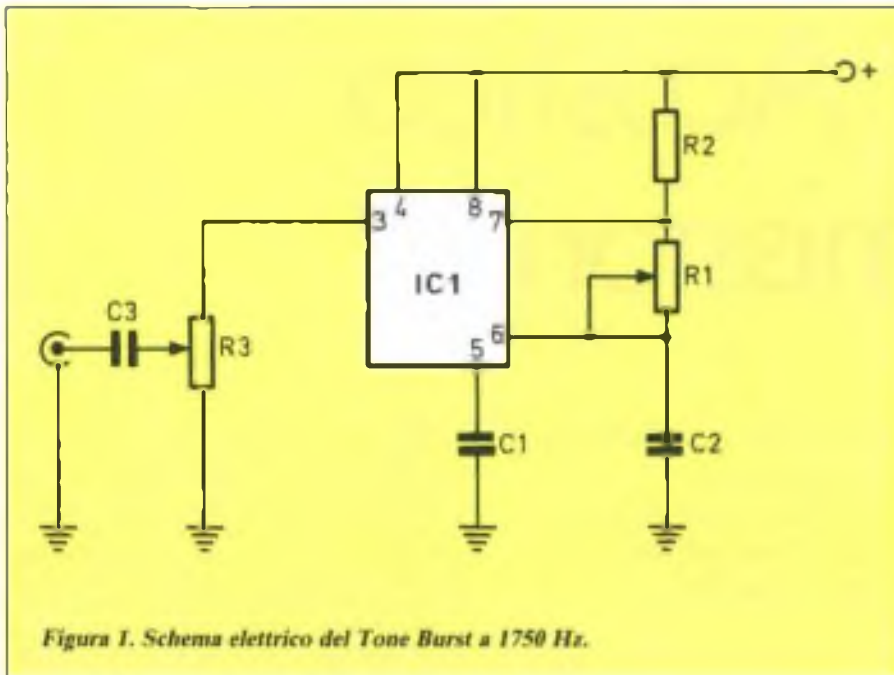 +
R2
3 4 8 7
IC1
R1
C3
R3
6
5
C1
C2
Figura 1. Schema elettrico del Tone Burst a 1750 Hz.